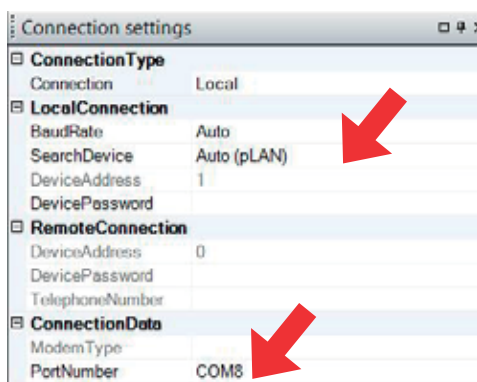 Connection settings
ConnectionType
Connection Local
LocalConnection
BaudRate Auto
SearchDevice Auto (pLAN)
DeviceAddress 1
DevicePassword
RemoteConnection
DeviceAddress 0
DevicePassword
TelephoneNumber
ConnectionData
ModemType
PortNumber COM8